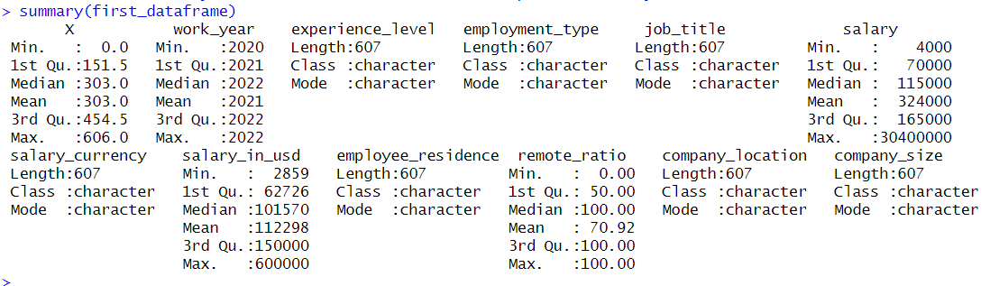 > summary(first_dataframe)
       X           work_year    experience_level   employment_type     job_title             salary
 Min.   :  0.0   Min.   :2020   Length:607         Length:607         Length:607         Min.   :    4000
 1st Qu.:151.5   1st Qu.:2021   Class :character   Class :character   Class :character   1st Qu.:   70000
 Median :303.0   Median :2022   Mode  :character   Mode  :character   Mode  :character   Median :  115000
 Mean   :303.0   Mean   :2021                                                            Mean   :  324000
 3rd Qu.:454.5   3rd Qu.:2022                                                            3rd Qu.:  165000
 Max.   :606.0   Max.   :2022                                                            Max.   :30400000
 salary_currency    salary_in_usd    employee_residence  remote_ratio    company_location   company_size
 Length:607         Min.   :  2859   Length:607         Min.   :  0.00   Length:607         Length:607
 Class :character   1st Qu.: 62726   Class :character   1st Qu.: 50.00   Class :character   Class :character
 Mode  :character   Median :101570   Mode  :character   Median :100.00   Mode  :character   Mode  :character
                    Mean   :112298                      Mean   : 70.92
                    3rd Qu.:150000                      3rd Qu.:100.00
                    Max.   :600000                      Max.   :100.00
>